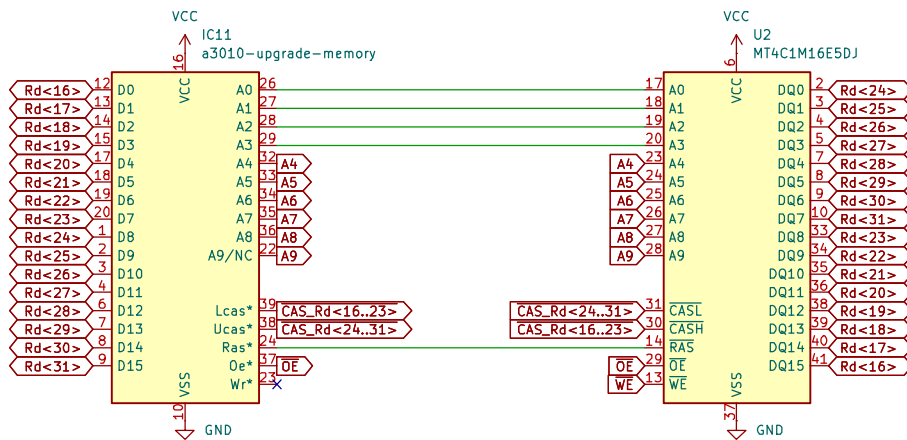 VCC
IC11
a3010-upgrade-memory
16
VCC
Rd<16> 12 D0 A0 26
Rd<17> 13 D1 A1 27
Rd<18> 14 D2 A2 28
Rd<19> 15 D3 A3 29
Rd<20> 17 D4 A4 32 A4
Rd<21> 18 D5 A5 33 A5
Rd<22> 19 D6 A6 34 A6
Rd<23> 20 D7 A7 35 A7
Rd<24> 1 D8 A8 36 A8
Rd<25> 2 D9 A9/NC 22 A9
Rd<26> 3 D10
Rd<27> 4 D11
Rd<28> 6 D12 Lcas* 39 CAS_Rd<16..23>
Rd<29> 7 D13 Ucas* 38 CAS_Rd<24..31>
Rd<30> 8 D14 Ras* 24
Rd<31> 9 D15 Oe* 37 OE
Wr* 23
VSS
10
GND
VCC
U2
MT4C1M16E5DJ
6
VCC
17 A0 DQ0 2 Rd<24>
18 A1 DQ1 3 Rd<25>
19 A2 DQ2 4 Rd<26>
20 A3 DQ3 5 Rd<27>
A4 23 A4 DQ4 7 Rd<28>
A5 24 A5 DQ5 8 Rd<29>
A6 25 A6 DQ6 9 Rd<30>
A7 26 A7 DQ7 10 Rd<31>
A8 27 A8 DQ8 33 Rd<23>
A9 28 A9 DQ9 34 Rd<22>
DQ10 35 Rd<21>
DQ11 36 Rd<20>
CAS_Rd<24..31> 31 CASL DQ12 38 Rd<19>
CAS_Rd<16..23> 30 CASH DQ13 39 Rd<18>
14 RAS DQ14 40 Rd<17>
OE 29 OE DQ15 41 Rd<16>
WE 13 WE
VSS
37
GND